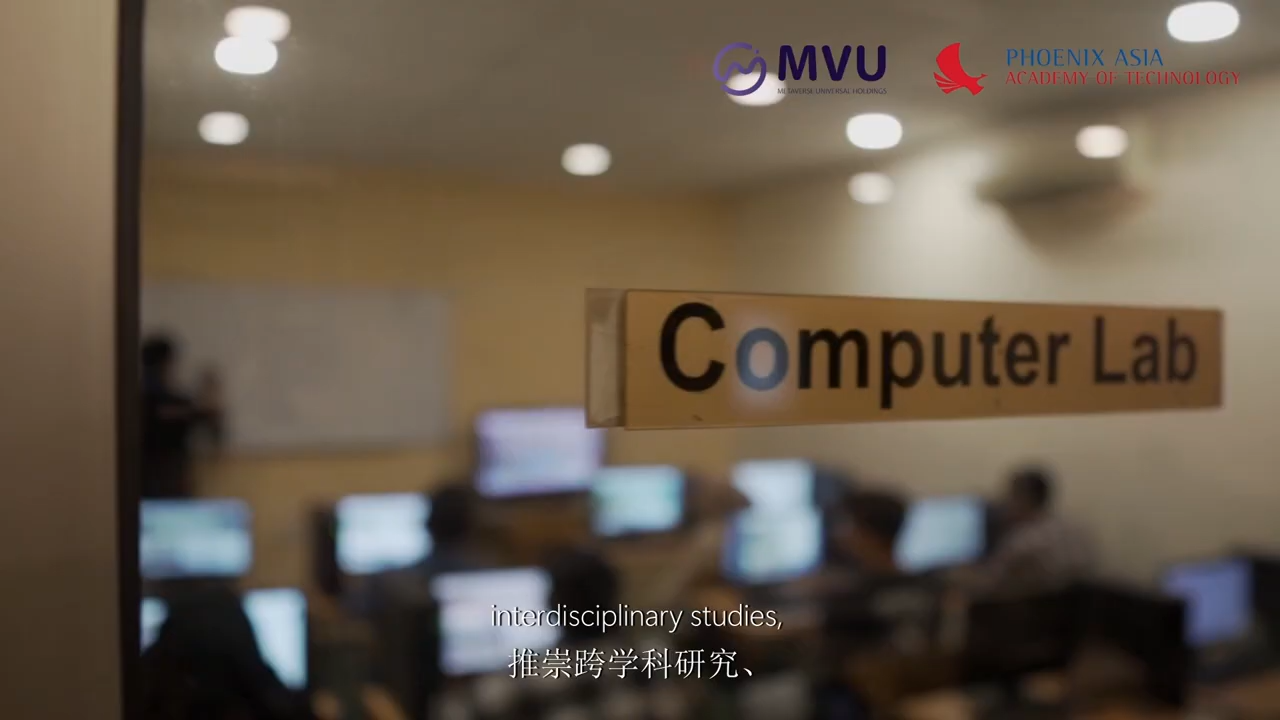 MVU
METAVERSE UNIVERSAL HOLDINGS
PHOENIX ASIA
ACADEMY OF TECHNOLOGY
Computer Lab
interdisciplinary studies,
推崇跨学科研究、